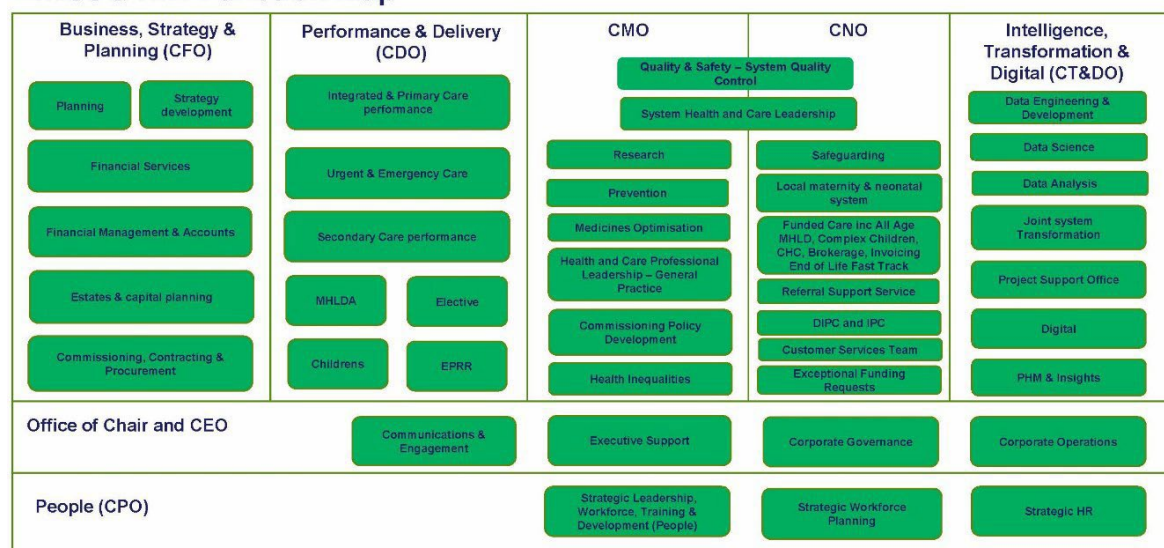 Business, Strategy &
Planning (CFO)
Planning
Strategy
development
Financial Services
Financial Management & Accounts
Estates & capital planning
Commissioning, Contracting &
Procurement
Performance & Delivery
(CDO)
Integrated & Primary Care
performance
Urgent & Emergency Care
Secondary Care performance
MHLDA
Elective
Childrens
EPRR
CMO
CNO
Quality & Safety – System Quality
Control
System Health and Care Leadership
Research
Prevention
Medicines Optimisation
Health and Care Professional
Leadership – General
Practice
Commissioning Policy
Development
Health Inequalities
Safeguarding
Local maternity & neonatal
system
Funded Care inc All Age
MHLD, Complex Children,
CHC, Brokerage, Invoicing
End of Life Fast Track
Referral Support Service
DIPC and IPC
Customer Services Team
Exceptional Funding
Requests
Intelligence,
Transformation &
Digital (CT&DO)
Data Engineering &
Development
Data Science
Data Analysis
Joint system
Transformation
Project Support Office
Digital
PHM & Insights
Office of Chair and CEO
Communications &
Engagement
Executive Support
Corporate Governance
Corporate Operations
People (CPO)
Strategic Leadership,
Workforce, Training &
Development (People)
Strategic Workforce
Planning
Strategic HR